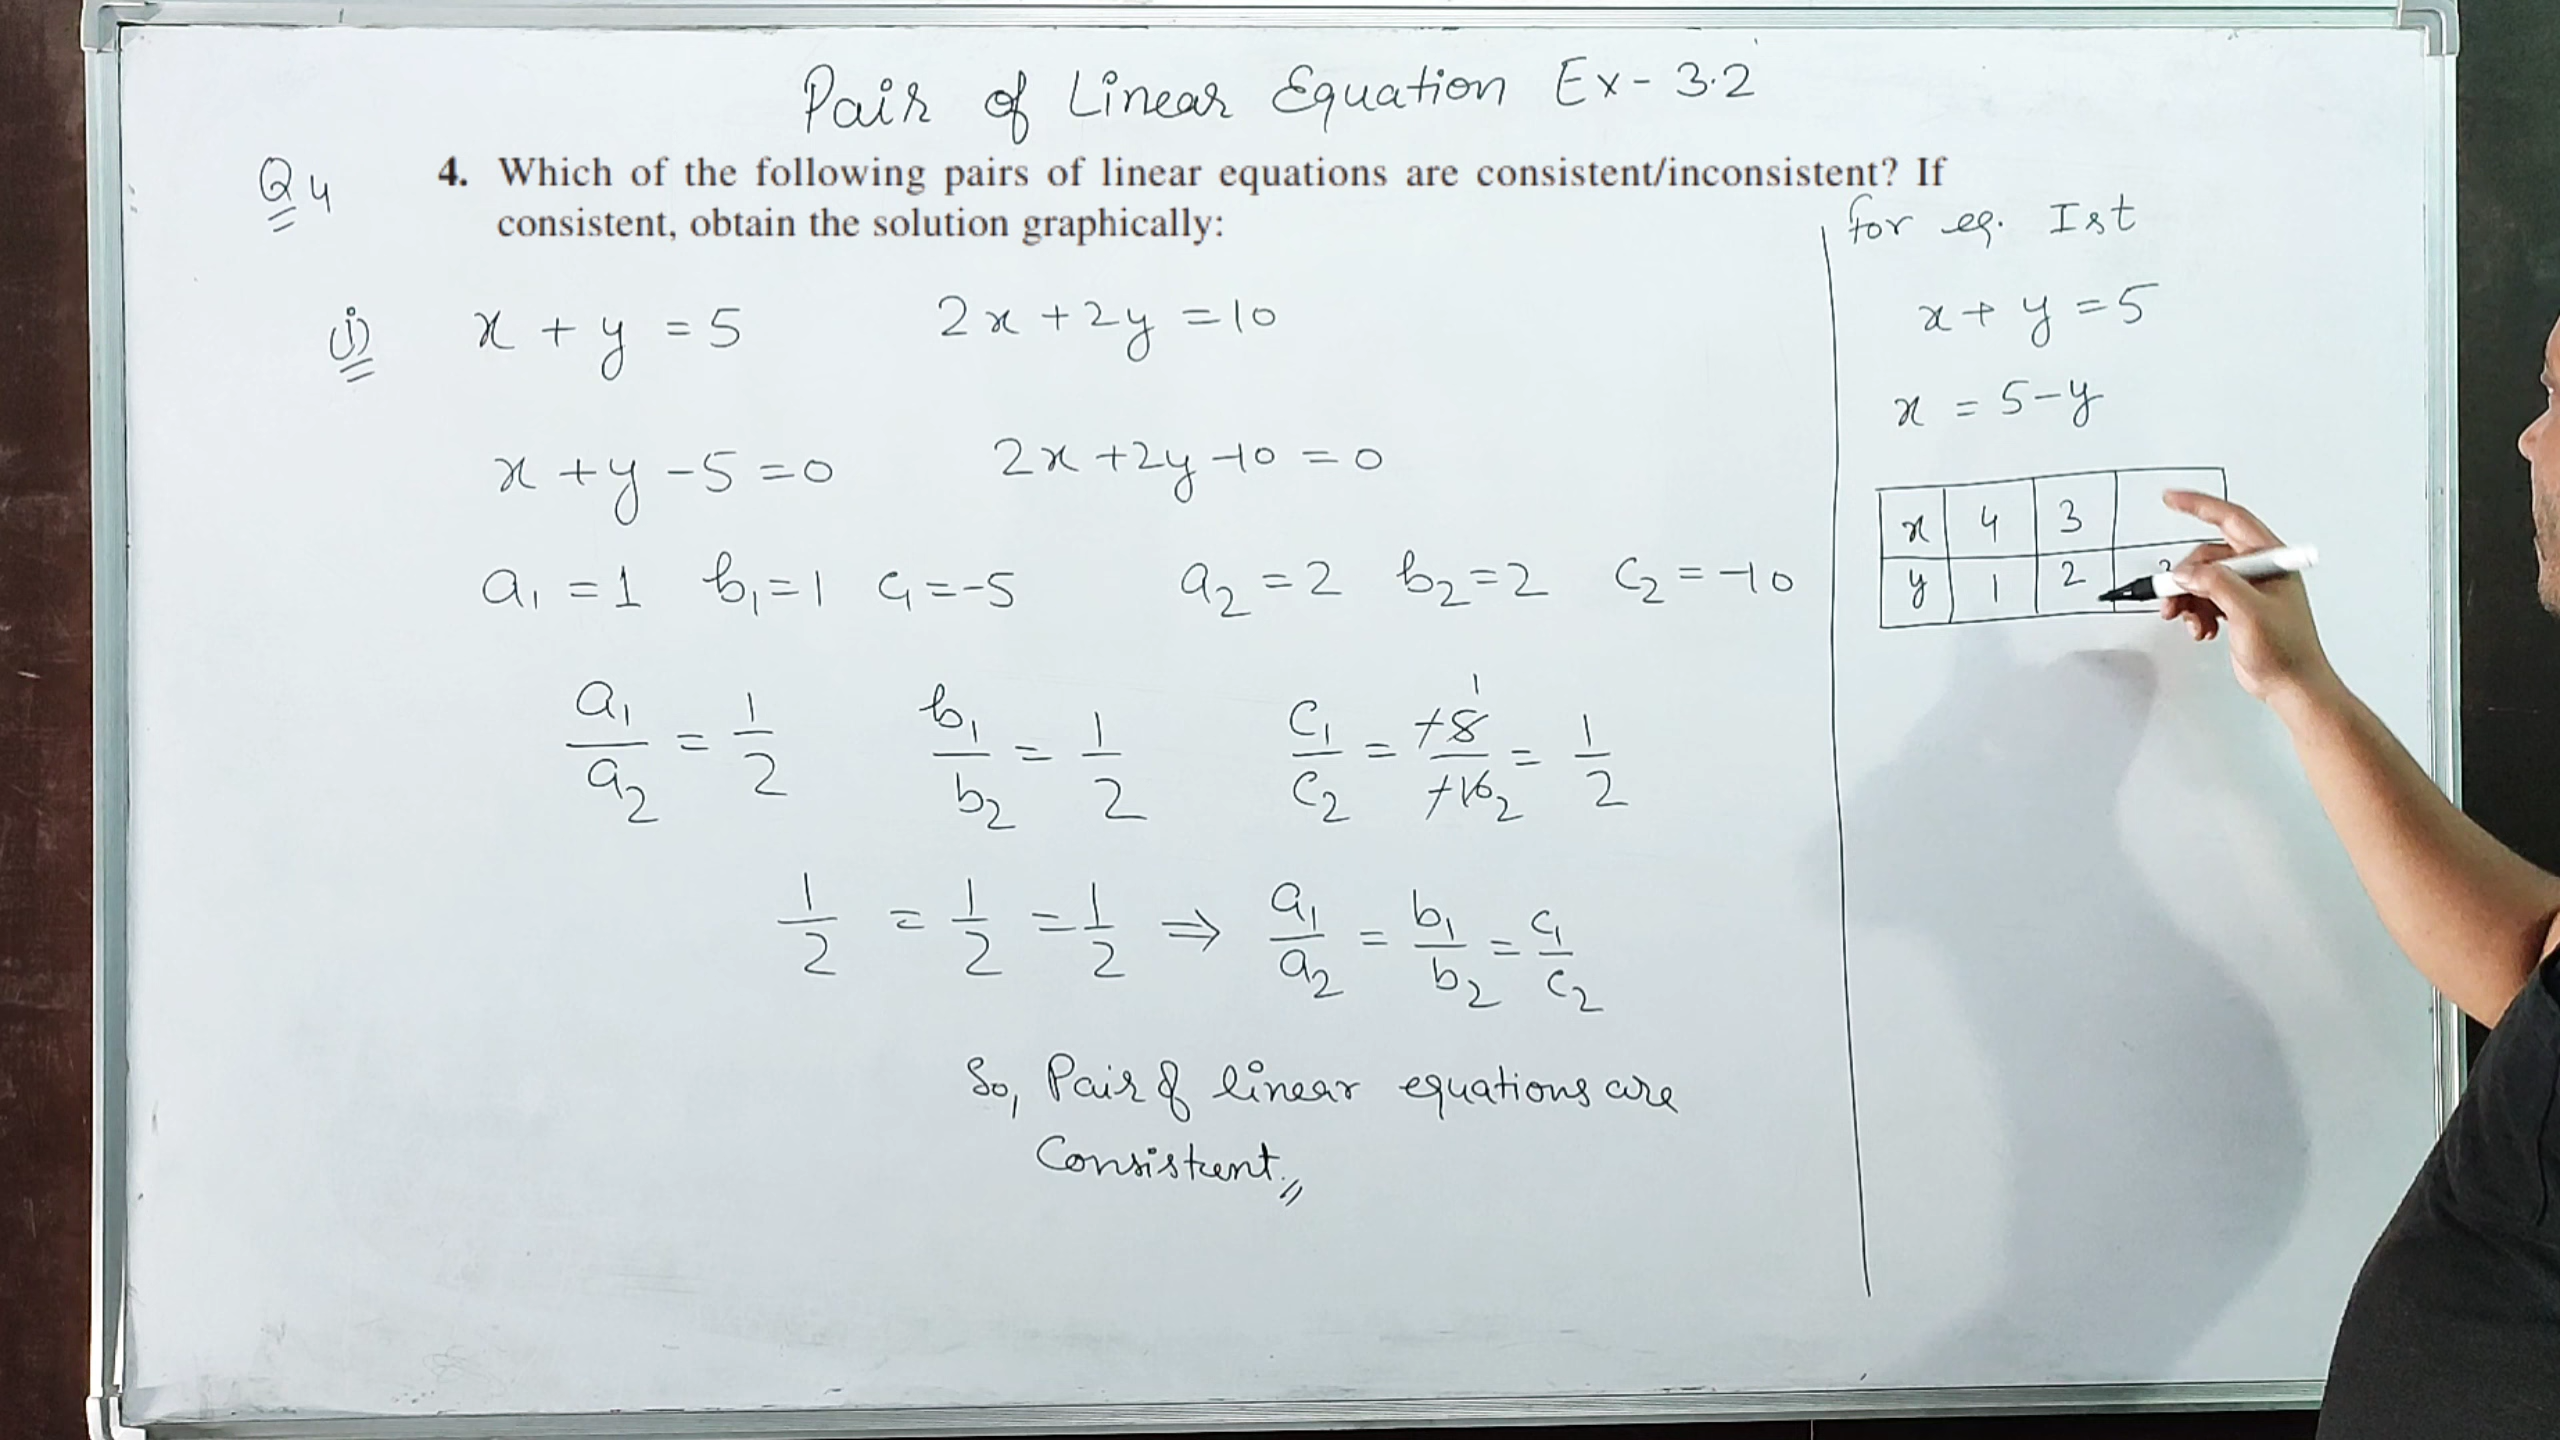 Pair of Linear Equation Ex - 3.2
Q4
4. Which of the following pairs of linear equations are consistent/inconsistent? If
consistent, obtain the solution graphically:
(i) x + y = 5 2x + 2y = 10
x + y - 5 = 0 2x + 2y - 10 = 0
a₁ = 1 b₁ = 1 c₁ = -5 a₂ = 2 b₂ = 2 c₂ = -10
a₁/a₂ = 1/2 b₁/b₂ = 1/2 c₁/c₂ = -5/-10 = 1/2
1/2 = 1/2 = 1/2 ⇒ a₁/a₂ = b₁/b₂ = c₁/c₂
So, Pair of linear equations are
Consistent.
for eq. Ist
x + y = 5
x = 5 - y
x 4 3
y 1 2